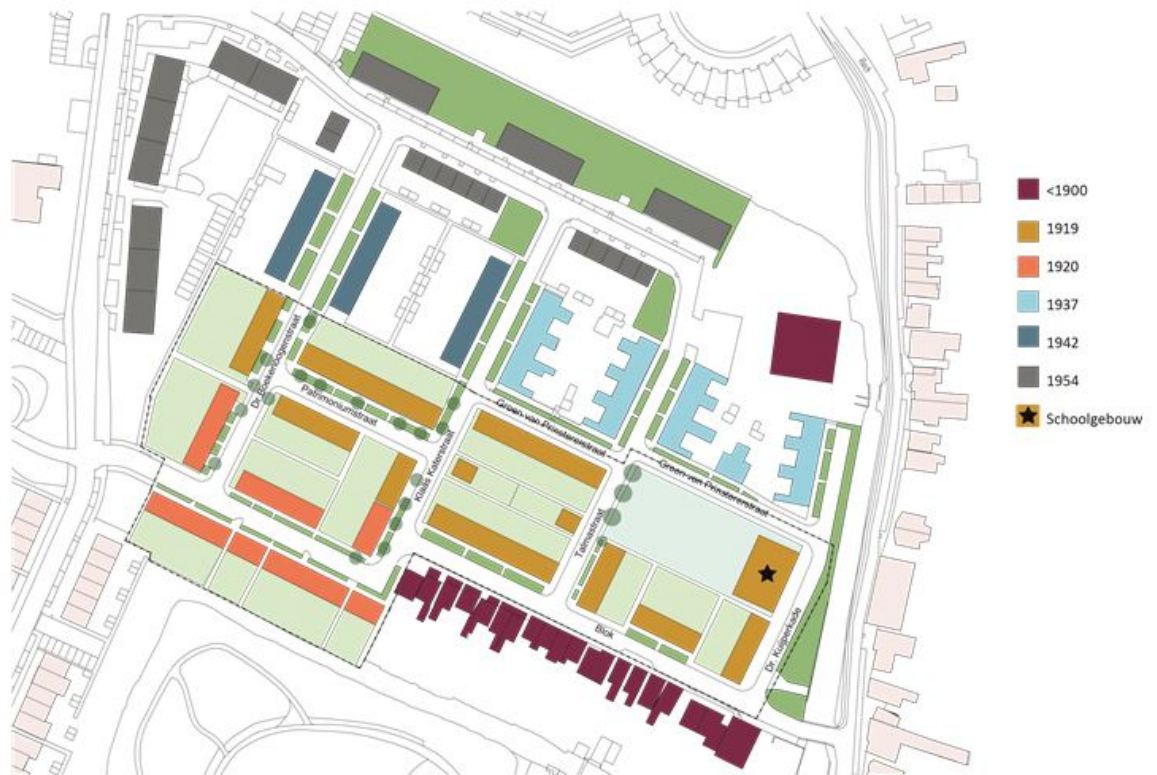 <1900
1919
1920
1937
1942
1954
Schoolgebouw
Dr. Boekenoogenstraat
Patrimoniumstraat
Klaas Katerstraat
Groen van Prinstererstraat
Groen van Prinstererstraat
Talmastraat
Blok
Dr. Kuiperkade